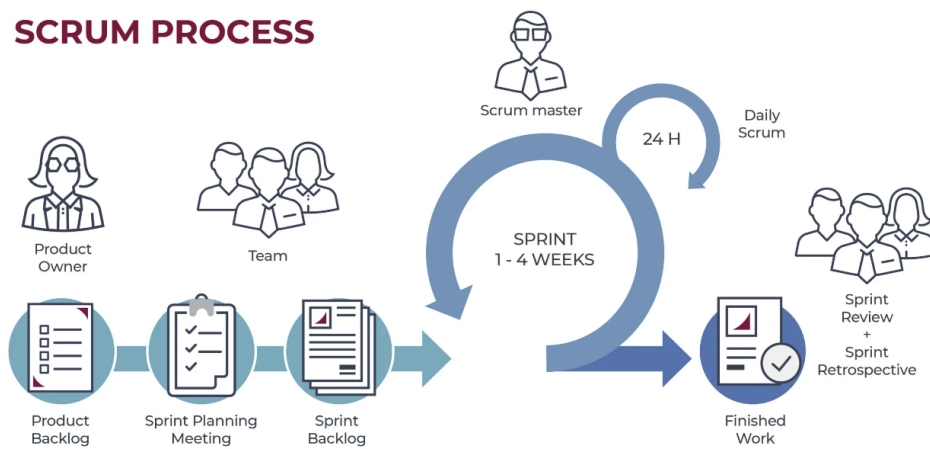 SCRUM PROCESS
Scrum master
24 H
Daily
Scrum
Product
Owner
Team
SPRINT
1 - 4 WEEKS
Sprint
Review
+
Sprint
Retrospective
Product
Backlog
Sprint Planning
Meeting
Sprint
Backlog
Finished
Work